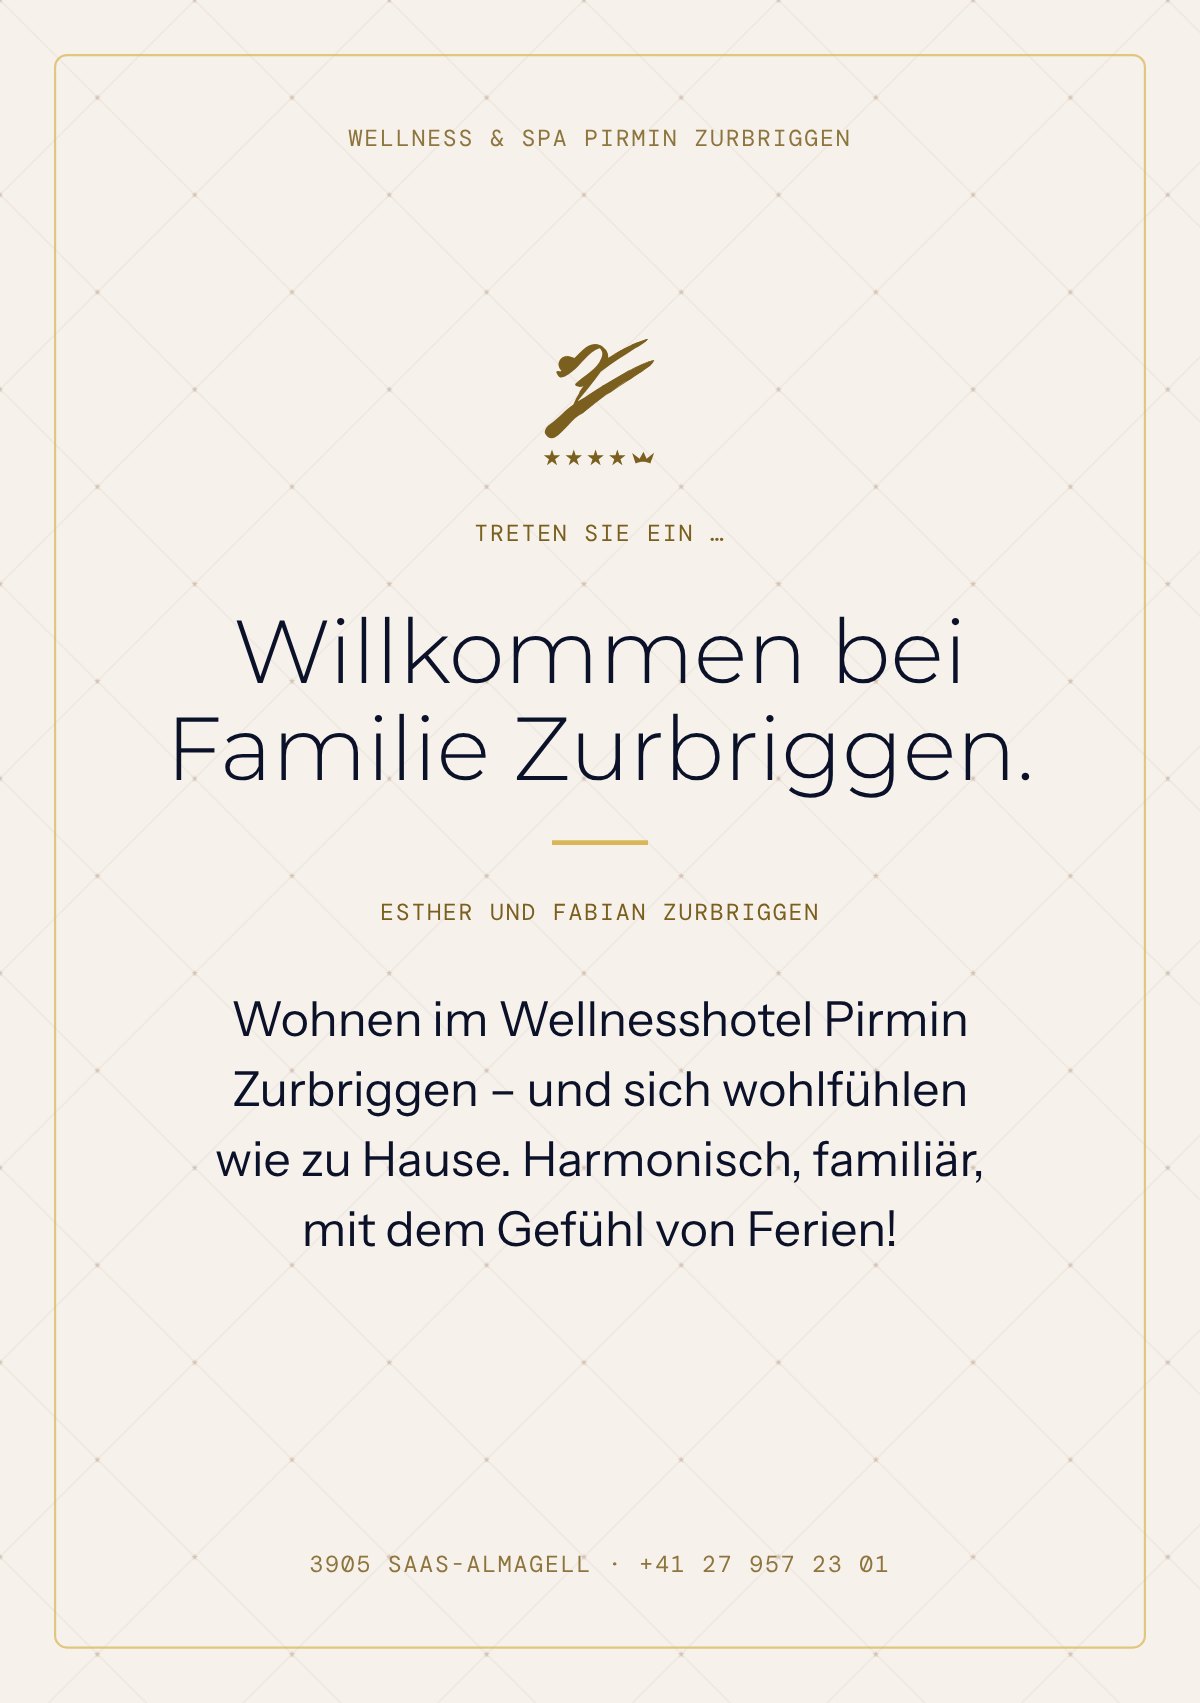 WELLNESS & SPA PIRMIN ZURBRIGGEN
TRETEN SIE EIN …
Willkommen bei
Familie Zurbriggen.
ESTHER UND FABIAN ZURBRIGGEN
Wohnen im Wellnesshotel Pirmin
Zurbriggen – und sich wohlfühlen
wie zu Hause. Harmonisch, familiär,
mit dem Gefühl von Ferien!
3905 SAAS-ALMAGELL · +41 27 957 23 01